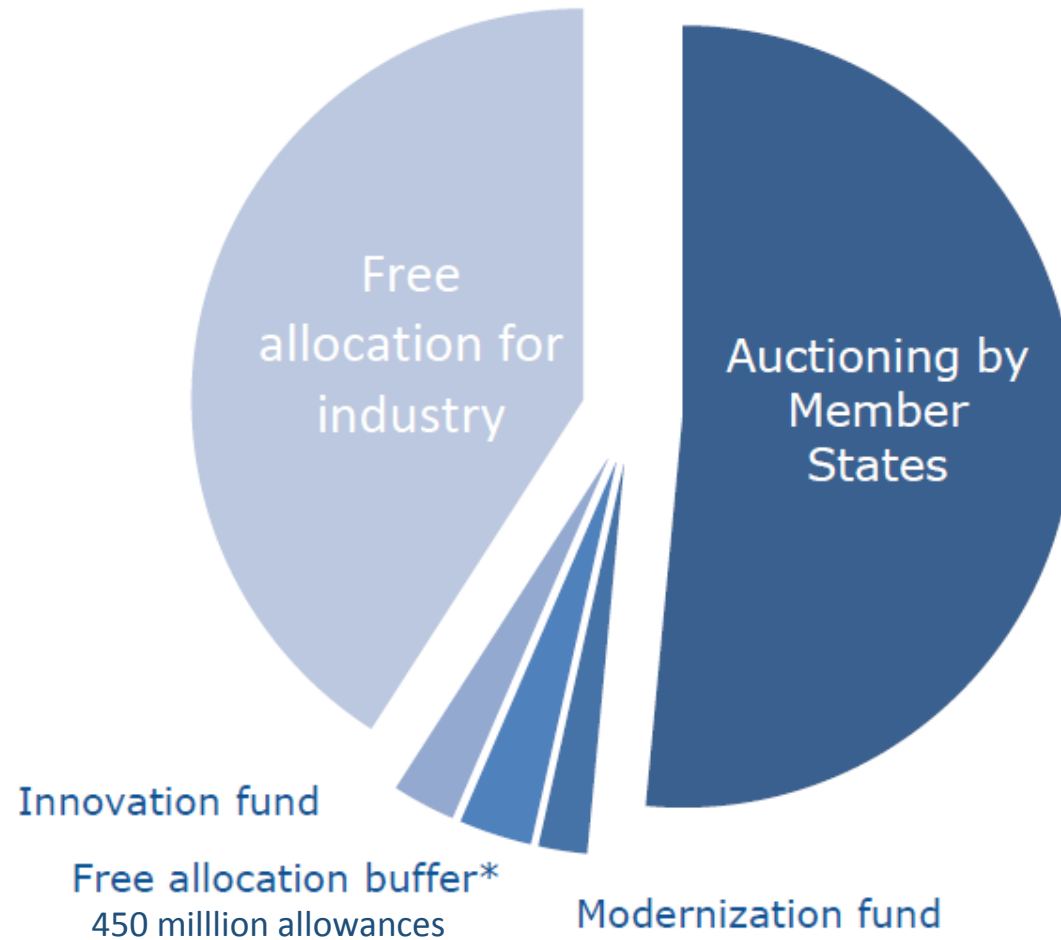 Free
allocation for
industry
Auctioning by
Member
States
Innovation fund
Free allocation buffer*
450 milllion allowances
Modernization fund